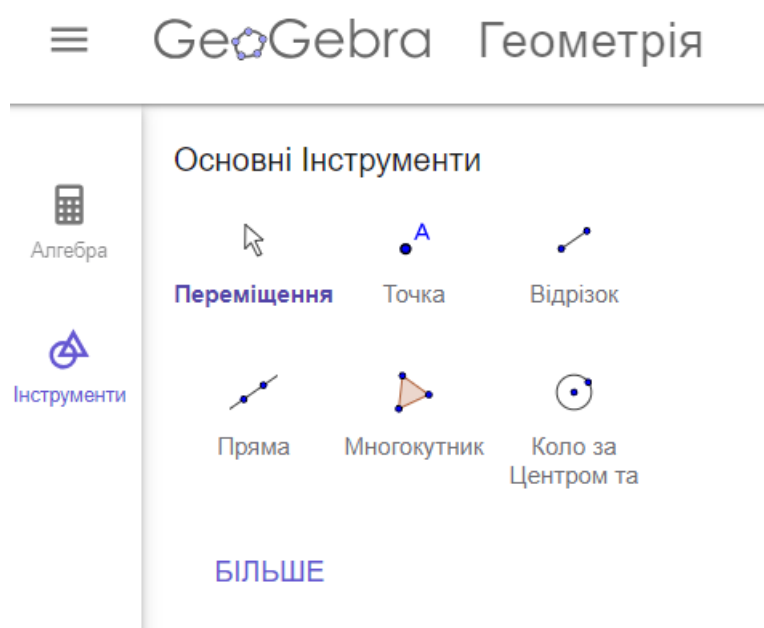 GeoGebra Геометрія
Основні Інструменти
Алгебра
A
Переміщення Точка Відрізок
Інструменти
Пряма Многокутник Коло за
Центром та
БІЛЬШЕ